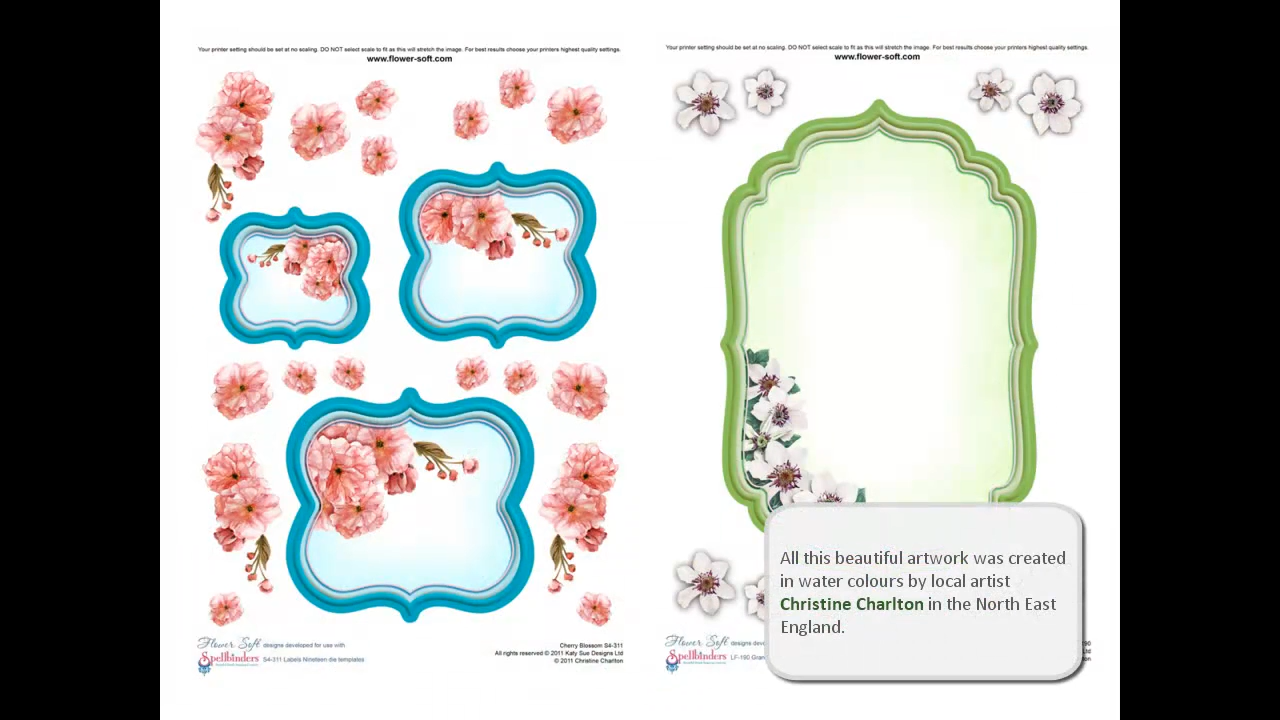 Your printer setting should be set at no scaling. DO NOT select scale to fit as this will stretch the image. For best results choose your printers highest quality settings.
www.flower-soft.com
Flower Soft designs developed for use with
Spellbinders S4-311 Labels Nineteen die templates
Cherry Blossom S4-311
All rights reserved © 2011 Katy Sue Designs Ltd
© 2011 Christine Charlton
Your printer setting should be set at no scaling. DO NOT select scale to fit as this will stretch the image. For best results choose your printers highest quality settings.
www.flower-soft.com
All this beautiful artwork was created
in water colours by local artist
Christine Charlton in the North East
England.
Flower Soft designs
Spellbinders LF-190